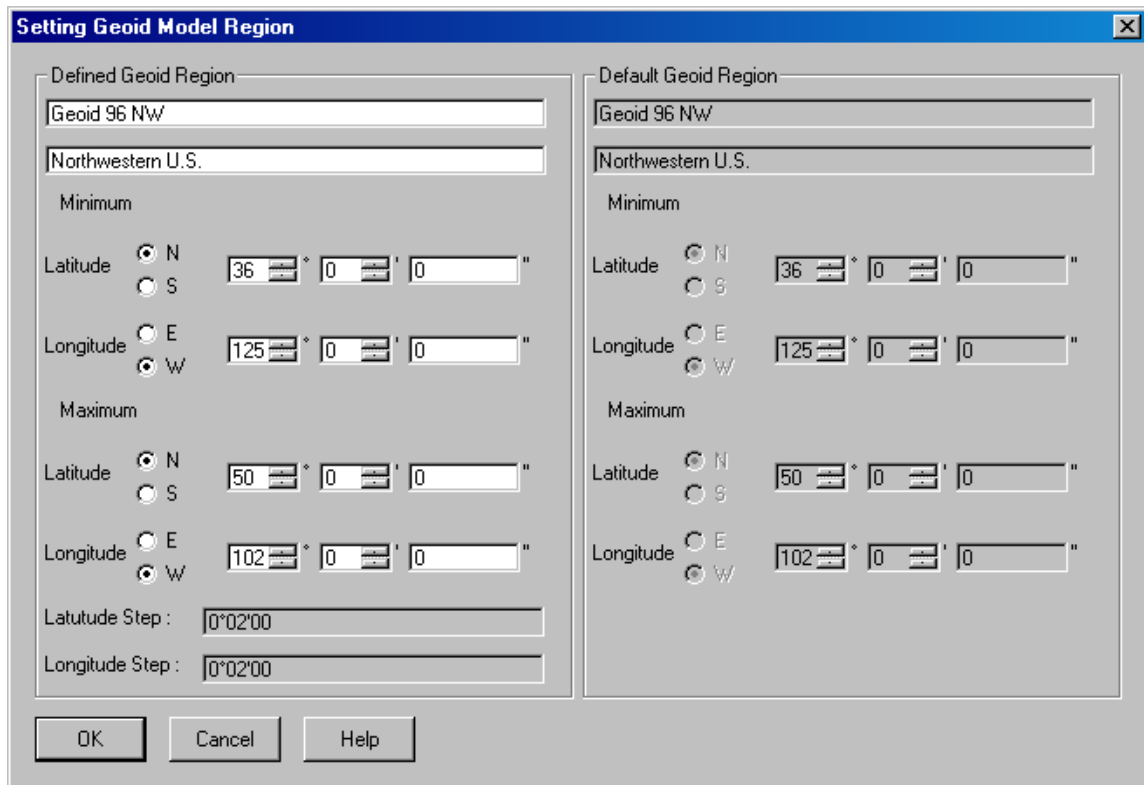 Setting Geoid Model Region
Defined Geoid Region
Geoid 96 NW
Northwestern U.S.
Minimum
Latitude N S 36 ° 0 ' 0 "
Longitude E W 125 ° 0 ' 0 "
Maximum
Latitude N S 50 ° 0 ' 0 "
Longitude E W 102 ° 0 ' 0 "
Latutude Step : 0°02'00
Longitude Step : 0°02'00
Default Geoid Region
Geoid 96 NW
Northwestern U.S.
Minimum
Latitude N S 36 ° 0 ' 0 "
Longitude E W 125 ° 0 ' 0 "
Maximum
Latitude N S 50 ° 0 ' 0 "
Longitude E W 102 ° 0 ' 0 "
OK Cancel Help